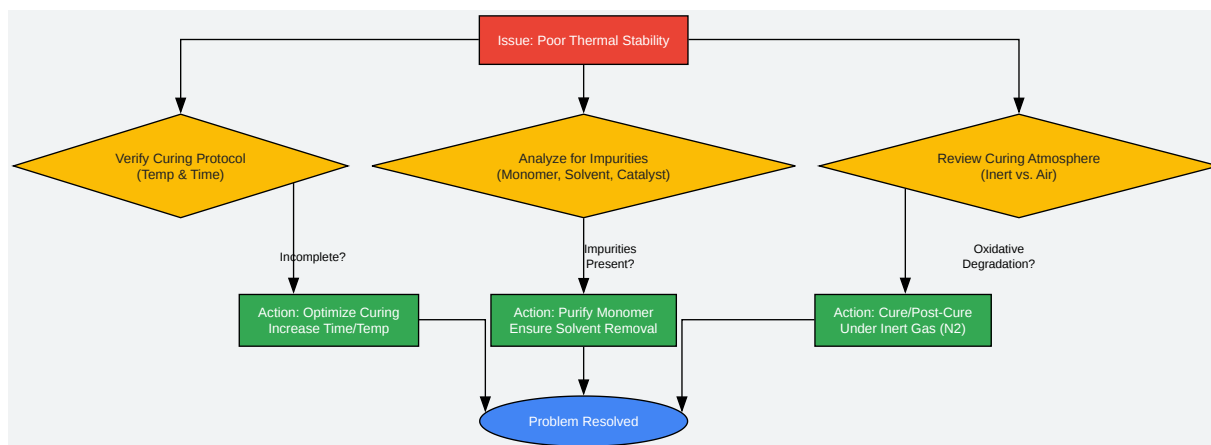 Issue: Poor Thermal Stability
Verify Curing Protocol
(Temp & Time)
Analyze for Impurities
(Monomer, Solvent, Catalyst)
Review Curing Atmosphere
(Inert vs. Air)
Incomplete?
Impurities
Present?
Oxidative
Degradation?
Action: Optimize Curing
Increase Time/Temp
Action: Purify Monomer
Ensure Solvent Removal
Action: Cure/Post-Cure
Under Inert Gas (N2)
Problem Resolved